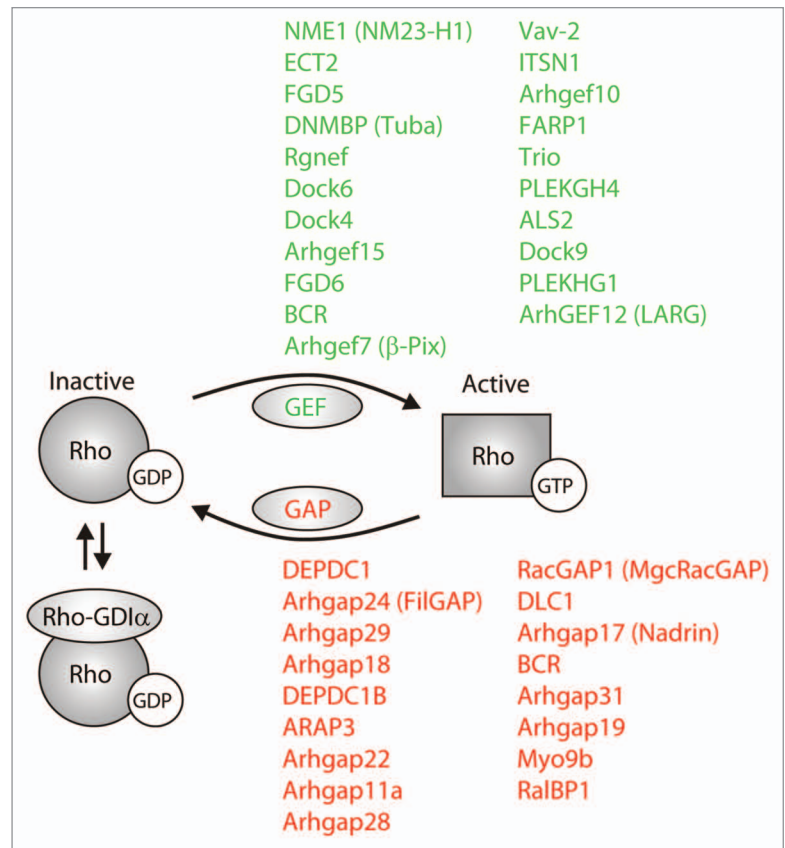 NME1 (NM23-H1)
ECT2
FGD5
DNMBP (Tuba)
Rgnef
Dock6
Dock4
Arhgef15
FGD6
BCR
Arhgef7 (β-Pix)
Vav-2
ITSN1
Arhgef10
FARP1
Trio
PLEKGH4
ALS2
Dock9
PLEKHG1
ArhGEF12 (LARG)
Inactive
Rho
GDP
GEF
Active
Rho
GTP
GAP
Rho-GDIα
Rho
GDP
DEPDC1
Arhgap24 (FilGAP)
Arhgap29
Arhgap18
DEPDC1B
ARAP3
Arhgap22
Arhgap11a
Arhgap28
RacGAP1 (MgcRacGAP)
DLC1
Arhgap17 (Nadrin)
BCR
Arhgap31
Arhgap19
Myo9b
RalBP1